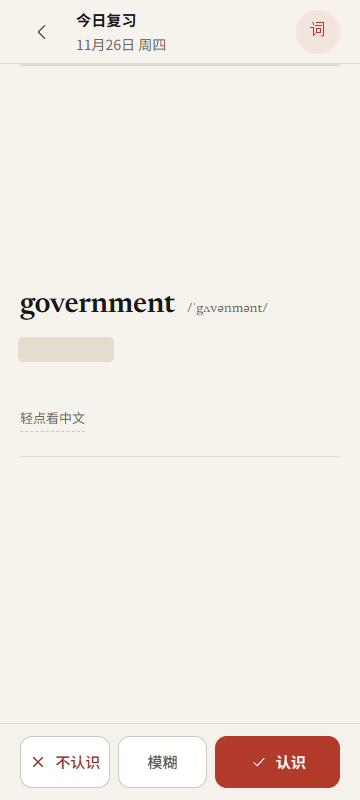 今日复习
11月26日 周四
词
government /ˈɡʌvənmənt/
轻点看中文
不认识
模糊
认识